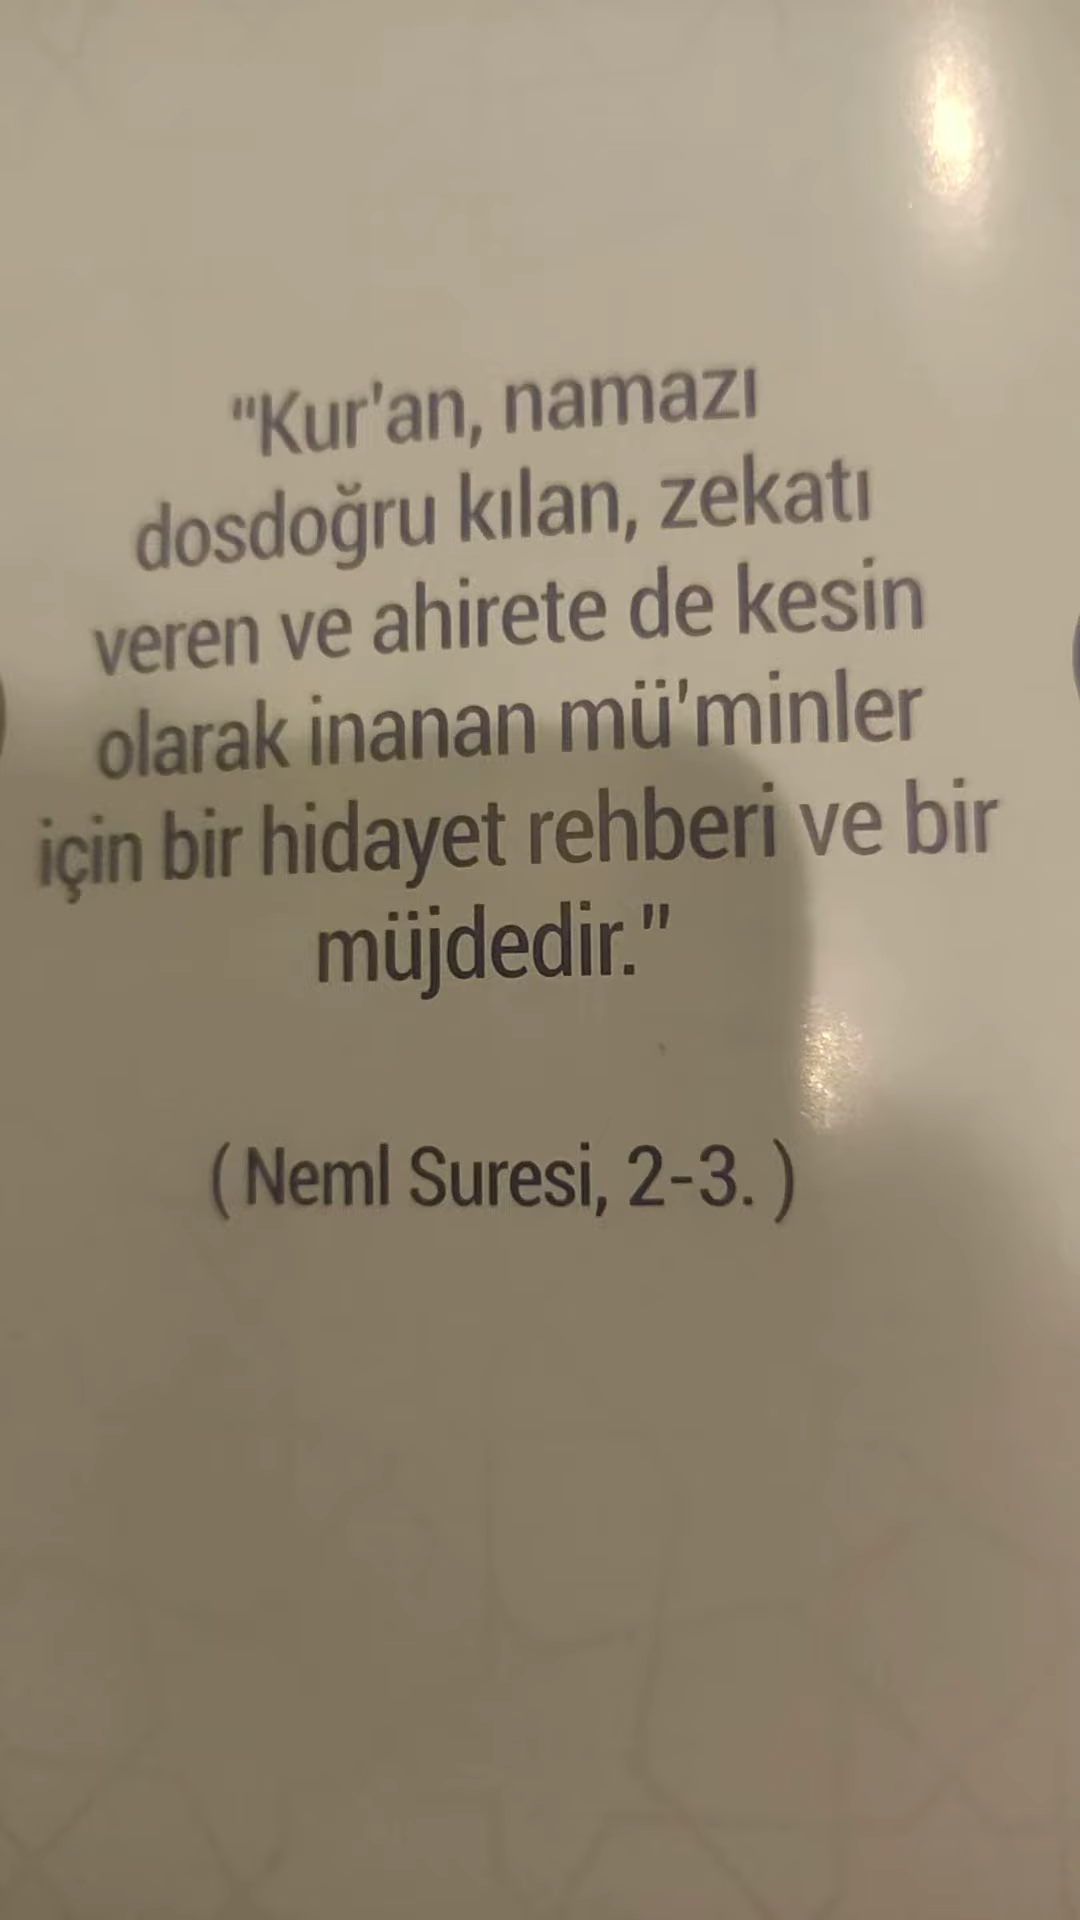 "Kur'an, namazı
dosdoğru kılan, zekatı
veren ve ahirete de kesin
olarak inanan mü'minler
için bir hidayet rehberi ve bir
müjdedir."
( Neml Suresi, 2-3. )